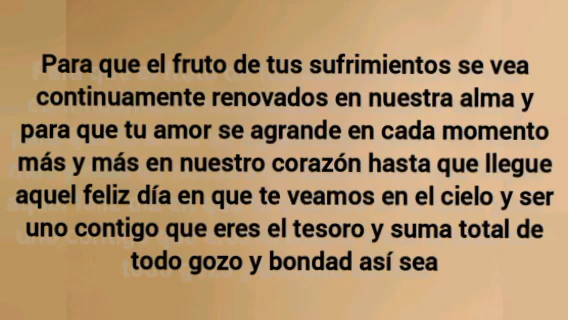 Para que el fruto de tus sufrimientos se vea
continuamente renovados en nuestra alma y
para que tu amor se agrande en cada momento
más y más en nuestro corazón hasta que llegue
aquel feliz día en que te veamos en el cielo y ser
uno contigo que eres el tesoro y suma total de
todo gozo y bondad así sea